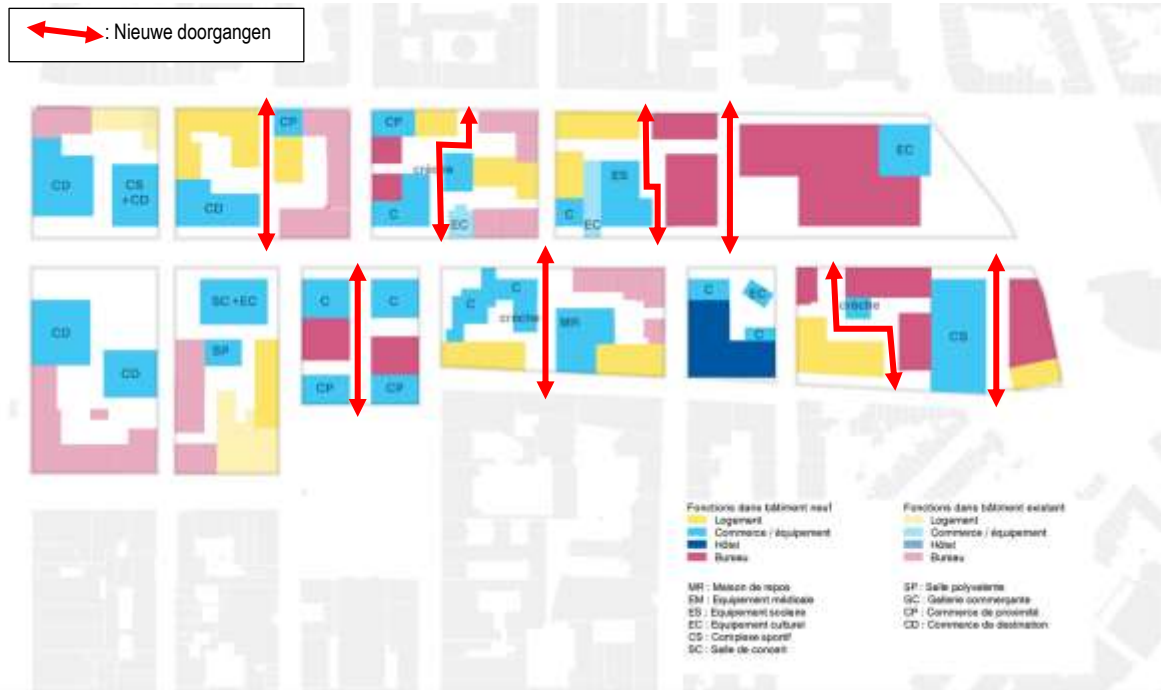 : Nieuwe doorgangen
CP
CP
EC
CD
CS
+CD
CD
crèche
C
EC
ES
C
EC
CD
CD
SC +EC
SP
C
C
CP
CP
C
C
crèche
MR
C
EC
C
crèche
CS
Fonctions dans bâtiment neuf
Logement
Commerce / équipement
Hôtel
Bureau
Fonctions dans bâtiment existant
Logement
Commerce / équipement
Hôtel
Bureau
MR : Maison de repos
EM : Equipement médicale
ES : Equipement scolaire
EC : Equipement culturel
CS : Complexe sportif
SC : Salle de concert
SP : Salle polyvalente
GC : Gallerie commerçante
CP : Commerce de proximité
CD : Commerce de destination